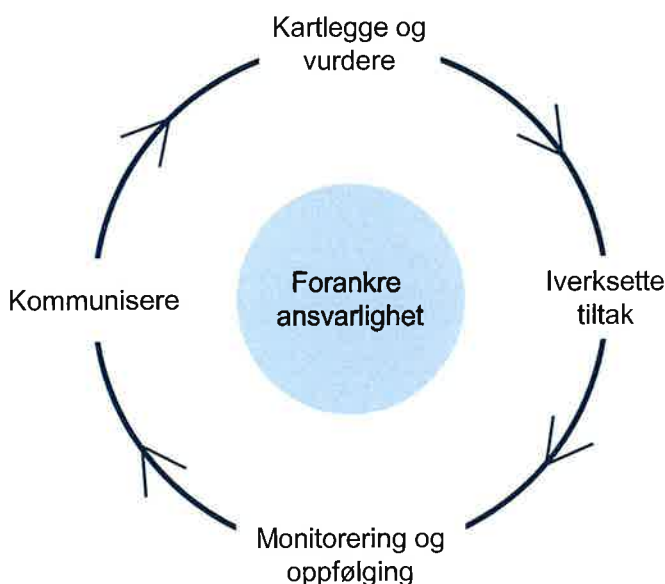 Kartlegge og
vurdere
Forankre
ansvarlighet
Iverksette
tiltak
Kommunisere
Monitorering og
oppfølging